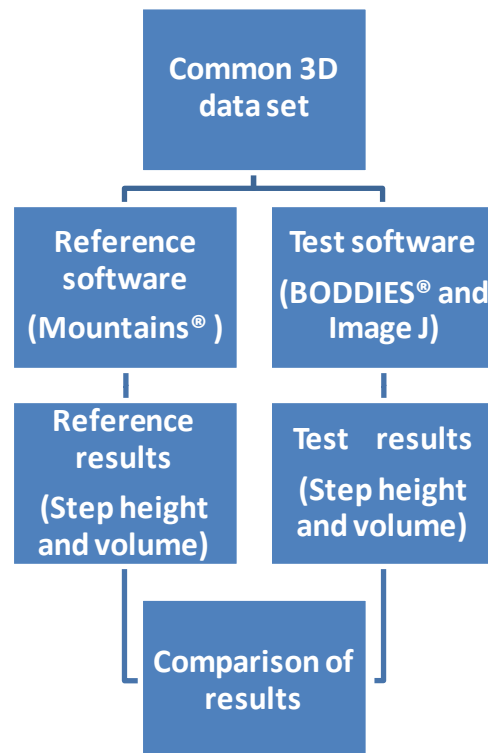 Common 3D
data set
Reference
software
(Mountains® )
Test software
(BODDIES® and
Image J)
Reference
results
(Step height
and volume)
Test results
(Step height
and volume)
Comparison of
results